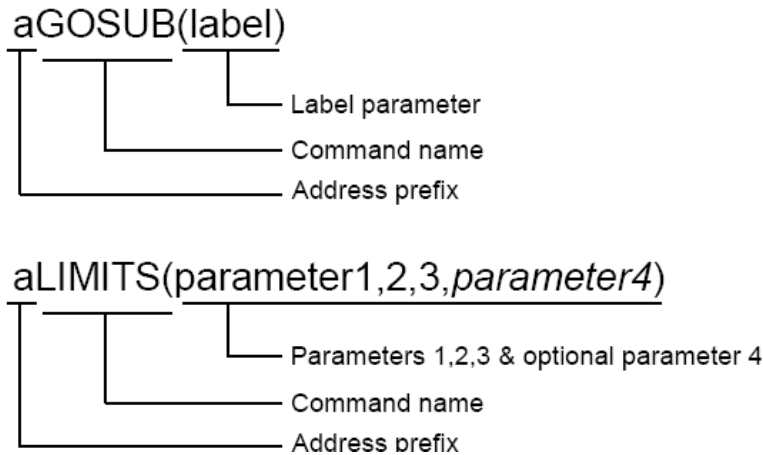 aGOSUB(label)
Label parameter
Command name
Address prefix
aLIMITS(parameter1,2,3,parameter4)
Parameters 1,2,3 & optional parameter 4
Command name
Address prefix